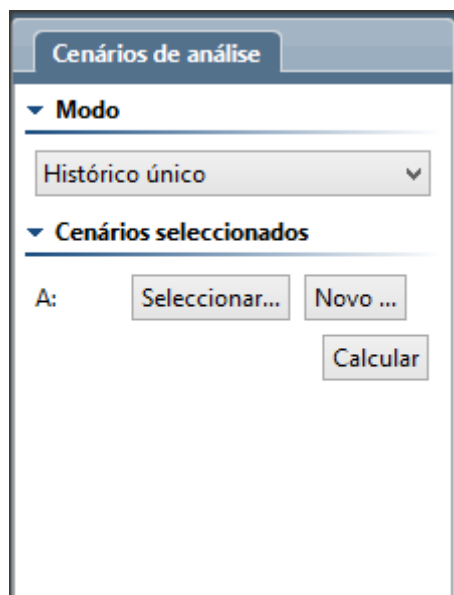 Cenários de análise
Modo
Histórico único
Cenários seleccionados
A: Seleccionar... Novo ...
Calcular